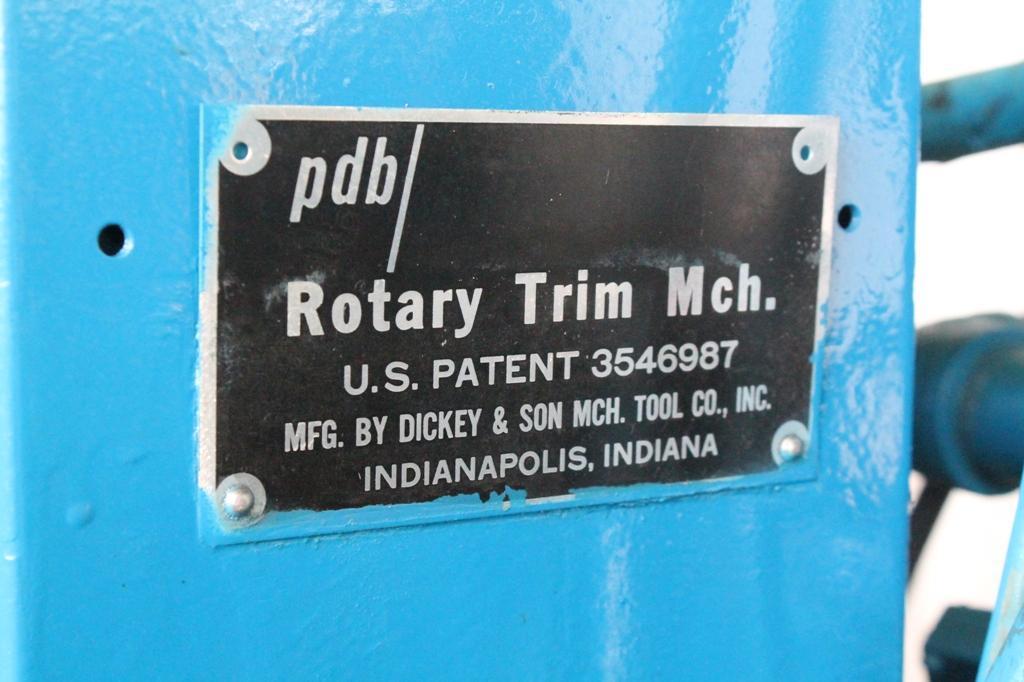 pdb/
Rotary Trim Mch.
U.S. PATENT 3546987
MFG. BY DICKEY & SON MCH. TOOL CO., INC.
INDIANAPOLIS, INDIANA